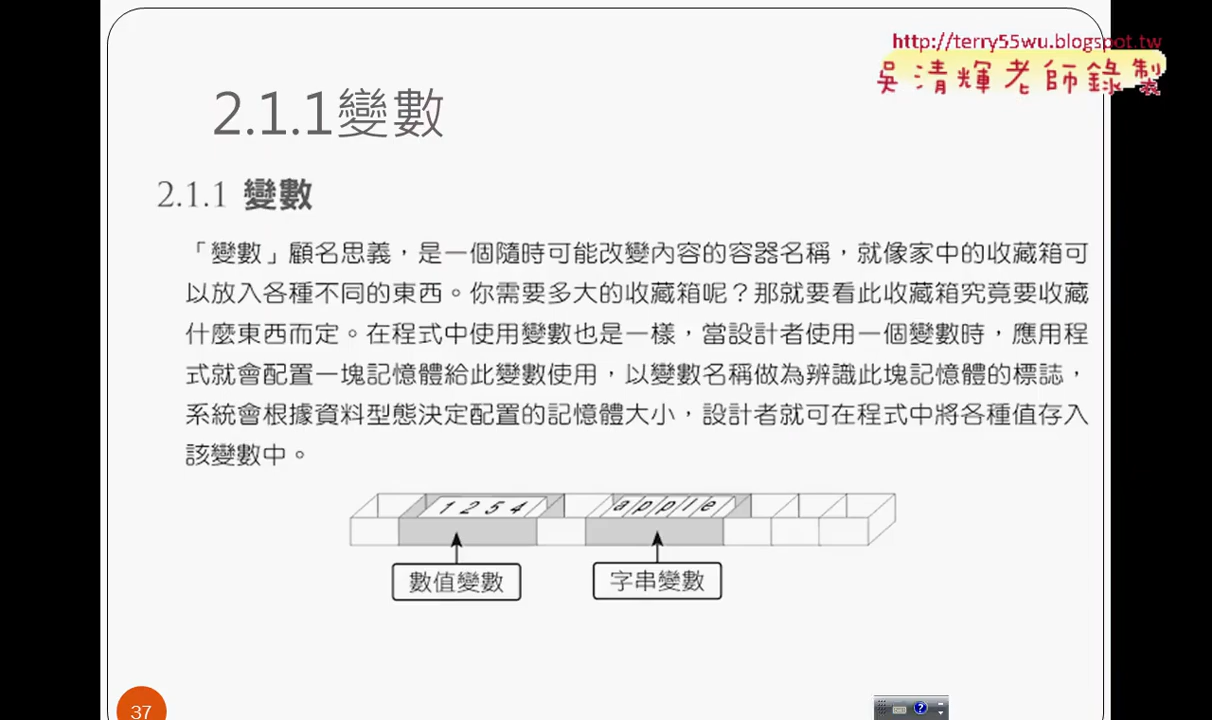 http://terry55wu.blogspot.tw
吳清輝老師錄製
2.1.1變數
2.1.1 變數
「變數」顧名思義，是一個隨時可能改變內容的容器名稱，就像家中的收藏箱可
以放入各種不同的東西。你需要多大的收藏箱呢？那就要看此收藏箱究竟要收藏
什麼東西而定。在程式中使用變數也是一樣，當設計者使用一個變數時，應用程
式就會配置一塊記憶體給此變數使用，以變數名稱做為辨識此塊記憶體的標誌，
系統會根據資料型態決定配置的記憶體大小，設計者就可在程式中將各種值存入
該變數中。
1254
apple
數值變數
字串變數
37